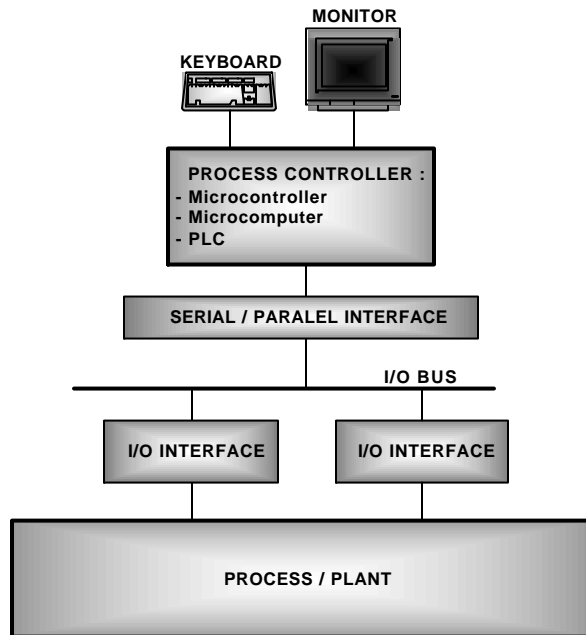 MONITOR
KEYBOARD
PROCESS CONTROLLER :
- Microcontroller
- Microcomputer
- PLC
SERIAL / PARALEL INTERFACE
I/O BUS
I/O INTERFACE
I/O INTERFACE
PROCESS / PLANT